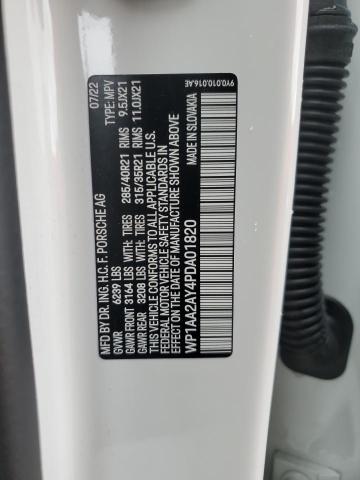 MFD BY DR. ING. H.C. F. PORSCHE AG 07/22
GVWR 6239 LBS TYPE: MPV
GAWR FRONT 3164 LBS WITH: TIRES 285/40R21 RIMS 9.5JX21
GAWR REAR 3208 LBS WITH: TIRES 315/35R21 RIMS 11.0JX21
THIS VEHICLE CONFORMS TO ALL APPLICABLE U.S.
FEDERAL MOTOR VEHICLE SAFETY STANDARDS IN
EFFECT ON THE DATE OF MANUFACTURE SHOWN ABOVE
WP1AA2AY4PDA01820
MADE IN SLOVAKIA
9Y0.010.016.AE